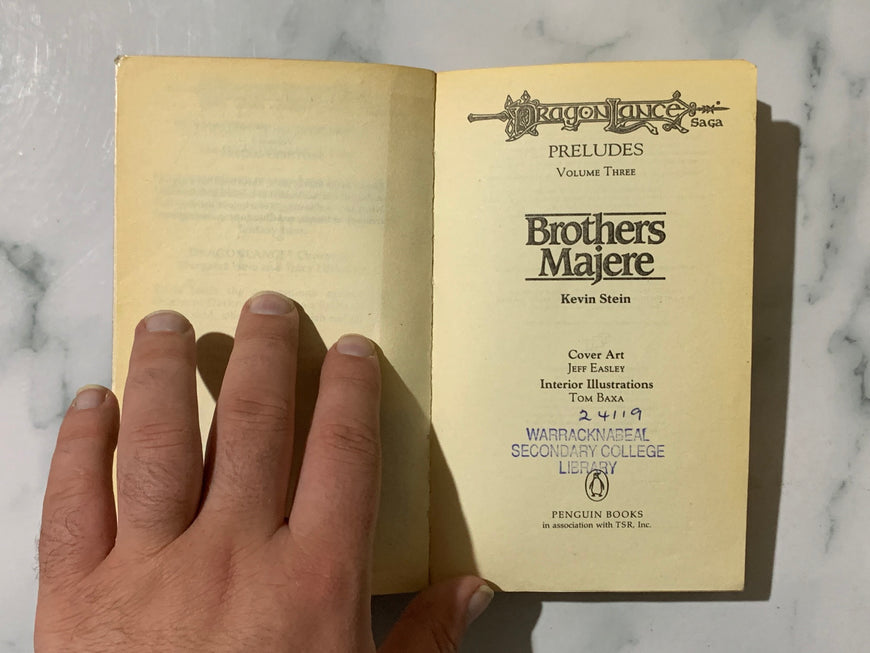 DragonLance
Saga
PRELUDES
Volume Three
Brothers
Majere
Kevin Stein
Cover Art
Jeff Easley
Interior Illustrations
Tom Baxa
24119
WARRACKNABEAL
SECONDARY COLLEGE
LIBRARY
PENGUIN BOOKS
in association with TSR, Inc.